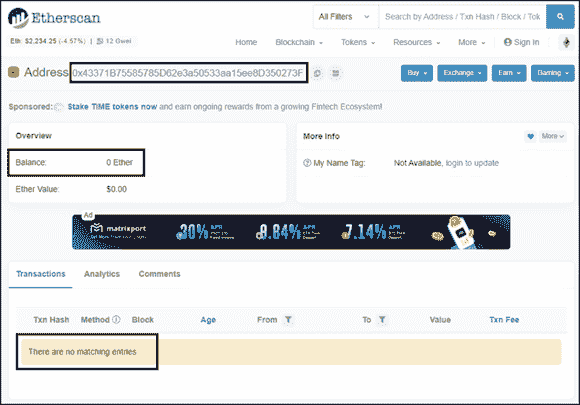 Etherscan
All Filters
Search by Address / Txn Hash / Block / Tok
Eth: $2,234.25 (-4.57%) | 12 Gwei
Home Blockchain Tokens Resources More Sign In
Address 0x43371B75585785D62e3a50533aa15ee8D350273F
Buy Exchange Earn Gaming
Sponsored: Stake TIME tokens now and earn ongoing rewards from a growing Fintech Ecosystem!
Overview
Balance: 0 Ether
Ether Value: $0.00
More Info
More
My Name Tag: Not Available, login to update
Ad
matrixport
30% APR
9.84% APR
7.14% APR
Transactions Analytics Comments
Txn Hash Method Block Age From To Value Txn Fee
There are no matching entries